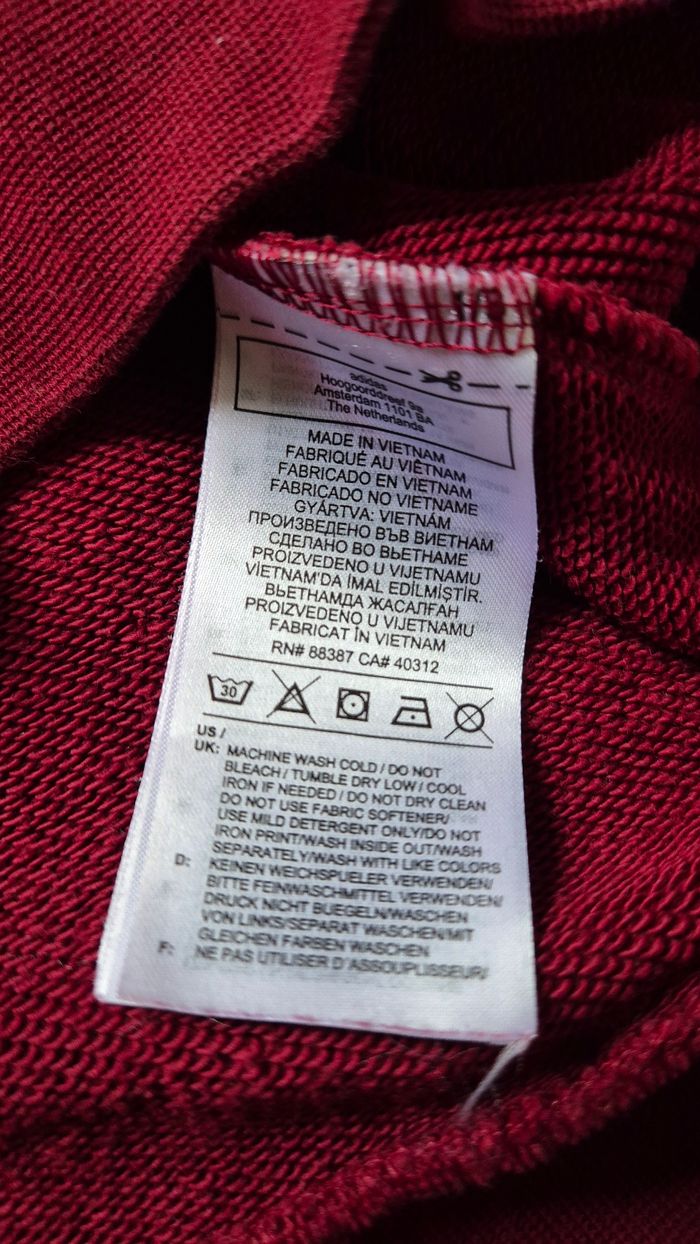 adidas
Hoogoorddreef 9a
Amsterdam 1101 BA
The Netherlands
MADE IN VIETNAM
FABRIQUÉ AU VIÊTNAM
FABRICADO EN VIETNAM
FABRICADO NO VIETNAME
GYÁRTVA: VIETNÁM
ПРОИЗВЕДЕНО ВЪВ ВИЕТНАМ
СДЕЛАНО ВО ВЬЕТНАМЕ
PROIZVEDENO U VIJETNAMU
VİETNAM'DA İMAL EDİLMİŞTİR.
ВЬЕТНАМДА ЖАСАЛҒАН
PROIZVEDENO U VIJETNAMU
FABRICAT ÎN VIETNAM
RN# 88387 CA# 40312
30
US /
UK: MACHINE WASH COLD / DO NOT
BLEACH / TUMBLE DRY LOW / COOL
IRON IF NEEDED / DO NOT DRY CLEAN
DO NOT USE FABRIC SOFTENER/
USE MILD DETERGENT ONLY/DO NOT
IRON PRINT/WASH INSIDE OUT/WASH
SEPARATELY/WASH WITH LIKE COLORS
D: KEINEN WEICHSPUELER VERWENDEN/
BITTE FEINWASCHMITTEL VERWENDEN/
DRUCK NICHT BUEGELN/WASCHEN
VON LINKS/SEPARAT WASCHEN/MIT
GLEICHEN FARBEN WASCHEN
F: NE PAS UTILISER D'ASSOUPLISSEUR/